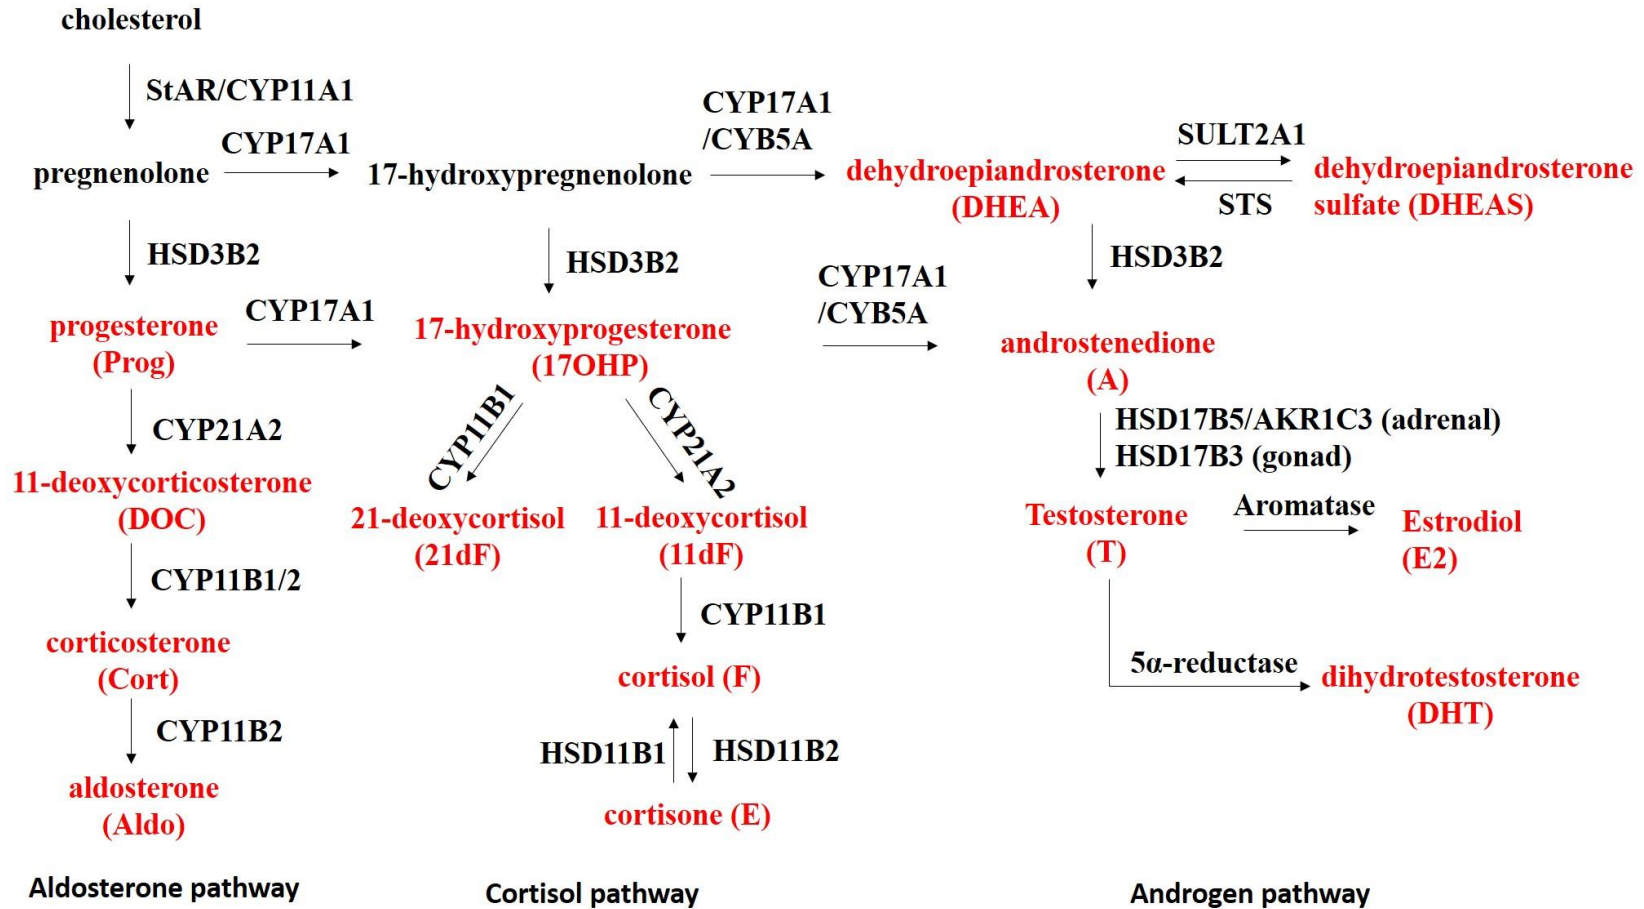 cholesterol
StAR/CYP11A1
pregnenolone
CYP17A1
17-hydroxypregnenolone
CYP17A1
/CYB5A
dehydroepiandrosterone
(DHEA)
SULT2A1
STS
dehydroepiandrosterone
sulfate (DHEAS)
HSD3B2
HSD3B2
HSD3B2
progesterone
(Prog)
CYP17A1
17-hydroxyprogesterone
(17OHP)
CYP17A1
/CYB5A
androstenedione
(A)
CYP21A2
CYP11B1
CYP21A2
HSD17B5/AKR1C3 (adrenal)
HSD17B3 (gonad)
11-deoxycorticosterone
(DOC)
21-deoxycortisol
(21dF)
11-deoxycortisol
(11dF)
Testosterone
(T)
Aromatase
Estrodiol
(E2)
CYP11B1/2
CYP11B1
corticosterone
(Cort)
cortisol (F)
5α-reductase
dihydrotestosterone
(DHT)
CYP11B2
HSD11B1
HSD11B2
aldosterone
(Aldo)
cortisone (E)
Aldosterone pathway
Cortisol pathway
Androgen pathway